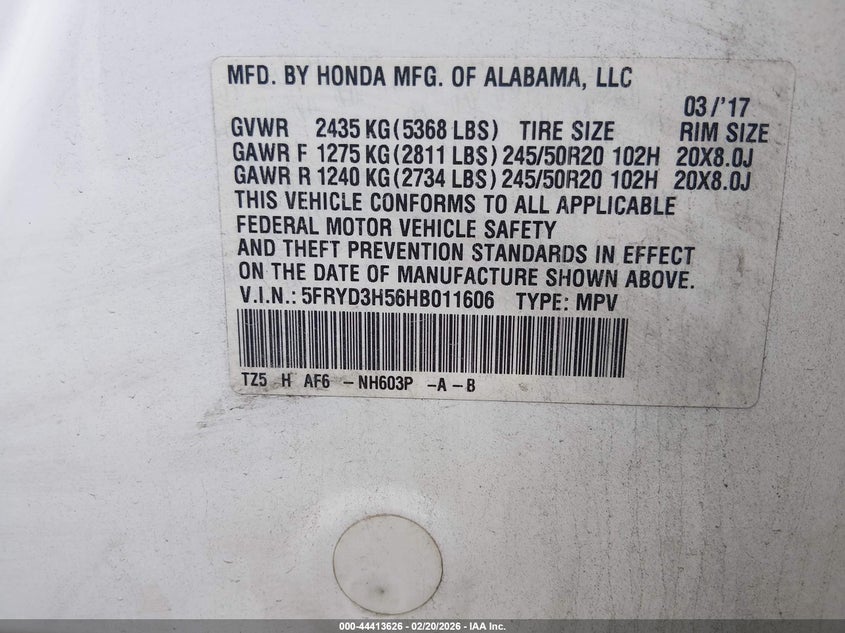 MFD. BY HONDA MFG. OF ALABAMA, LLC
03/'17
GVWR 2435 KG(5368 LBS) TIRE SIZE RIM SIZE
GAWR F 1275 KG(2811 LBS) 245/50R20 102H 20X8.0J
GAWR R 1240 KG(2734 LBS) 245/50R20 102H 20X8.0J
THIS VEHICLE CONFORMS TO ALL APPLICABLE
FEDERAL MOTOR VEHICLE SAFETY
AND THEFT PREVENTION STANDARDS IN EFFECT
ON THE DATE OF MANUFACTURE SHOWN ABOVE.
V.I.N.: 5FRYD3H56HB011606 TYPE: MPV
TZ5 H AF6 -NH603P -A-B
000-44413626 - 02/20/2026 - IAA Inc.